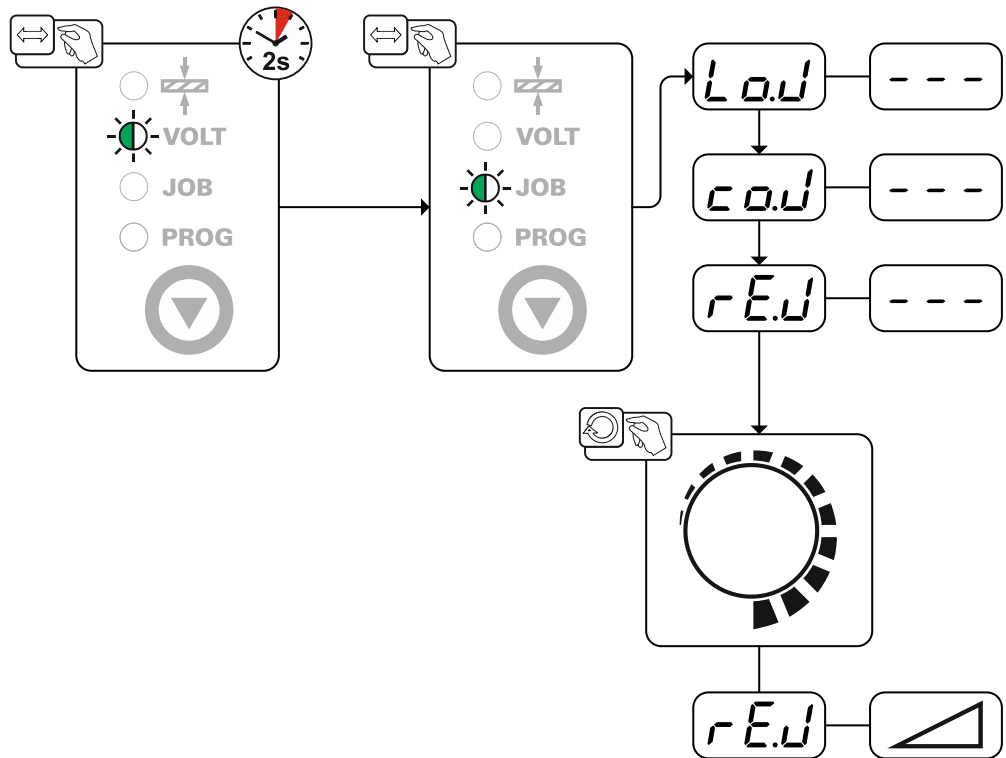 2s
VOLT
JOB
PROG
VOLT
JOB
PROG
Lo.J
- - -
co.J
- - -
rE.J
- - -
rE.J